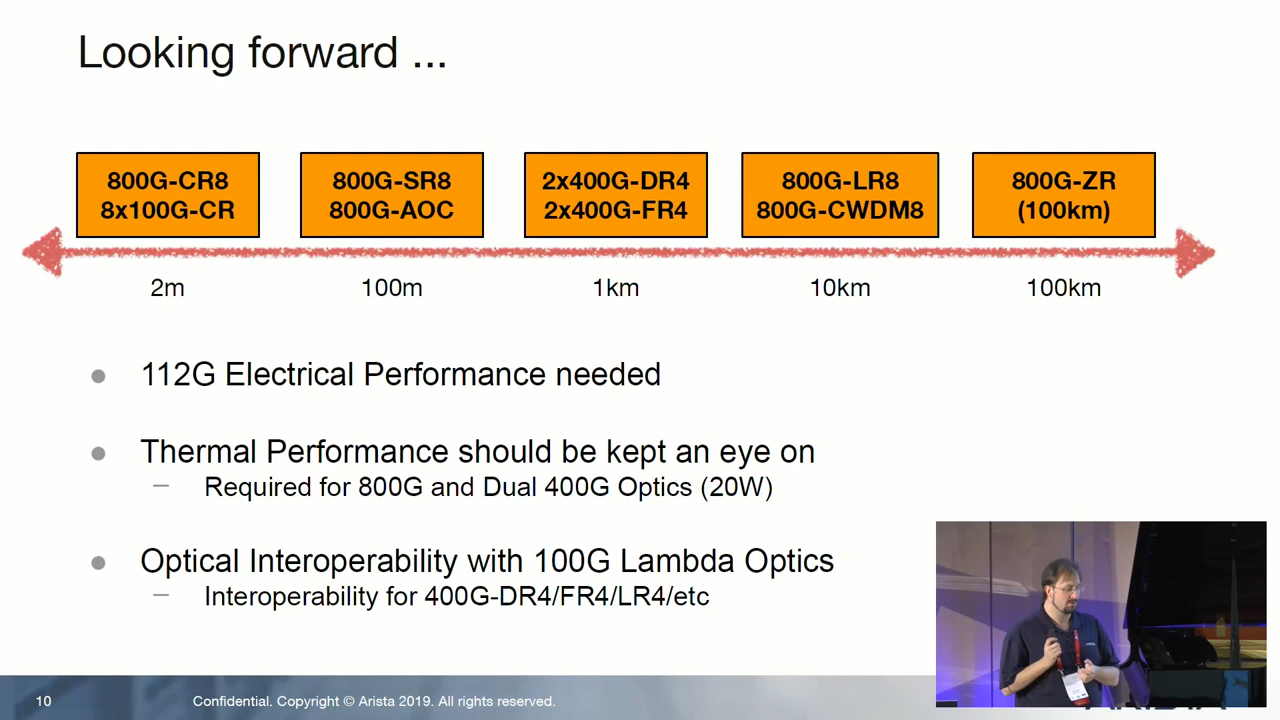 Looking forward ...
800G-CR8
8x100G-CR
800G-SR8
800G-AOC
2x400G-DR4
2x400G-FR4
800G-LR8
800G-CWDM8
800G-ZR
(100km)
2m
100m
1km
10km
100km
112G Electrical Performance needed
Thermal Performance should be kept an eye on
Required for 800G and Dual 400G Optics (20W)
Optical Interoperability with 100G Lambda Optics
Interoperability for 400G-DR4/FR4/LR4/etc
10
Confidential. Copyright © Arista 2019. All rights reserved.